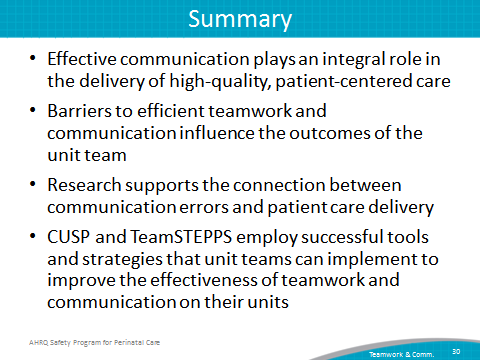 Summary
• Effective communication plays an integral role in
the delivery of high-quality, patient-centered care
• Barriers to efficient teamwork and
communication influence the outcomes of the
unit team
• Research supports the connection between
communication errors and patient care delivery
• CUSP and TeamSTEPPS employ successful tools
and strategies that unit teams can implement to
improve the effectiveness of teamwork and
communication on their units
AHRQ Safety Program for Perinatal Care
Teamwork & Comm. 30